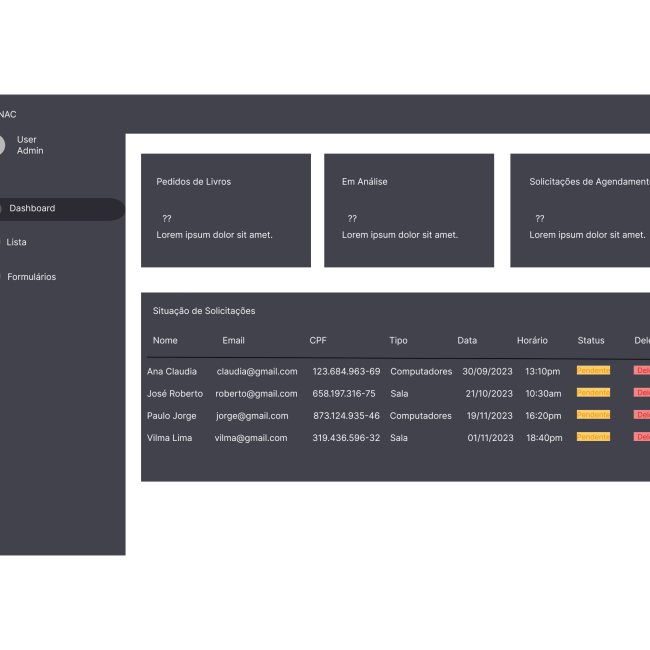 NAC
User
Admin
Dashboard
Lista
Formulários
Pedidos de Livros
??
Lorem ipsum dolor sit amet.
Em Análise
??
Lorem ipsum dolor sit amet.
Solicitações de Agendament
??
Lorem ipsum dolor sit amet.
Situação de Solicitações
Nome Email CPF Tipo Data Horário Status Dele
Ana Claudia claudia@gmail.com 123.684.963-69 Computadores 30/09/2023 13:10pm Pendente Dele
José Roberto roberto@gmail.com 658.197.316-75 Sala 21/10/2023 10:30am Pendente Dele
Paulo Jorge jorge@gmail.com 873.124.935-46 Computadores 19/11/2023 16:20pm Pendente Dele
Vilma Lima vilma@gmail.com 319.436.596-32 Sala 01/11/2023 18:40pm Pendente Dele